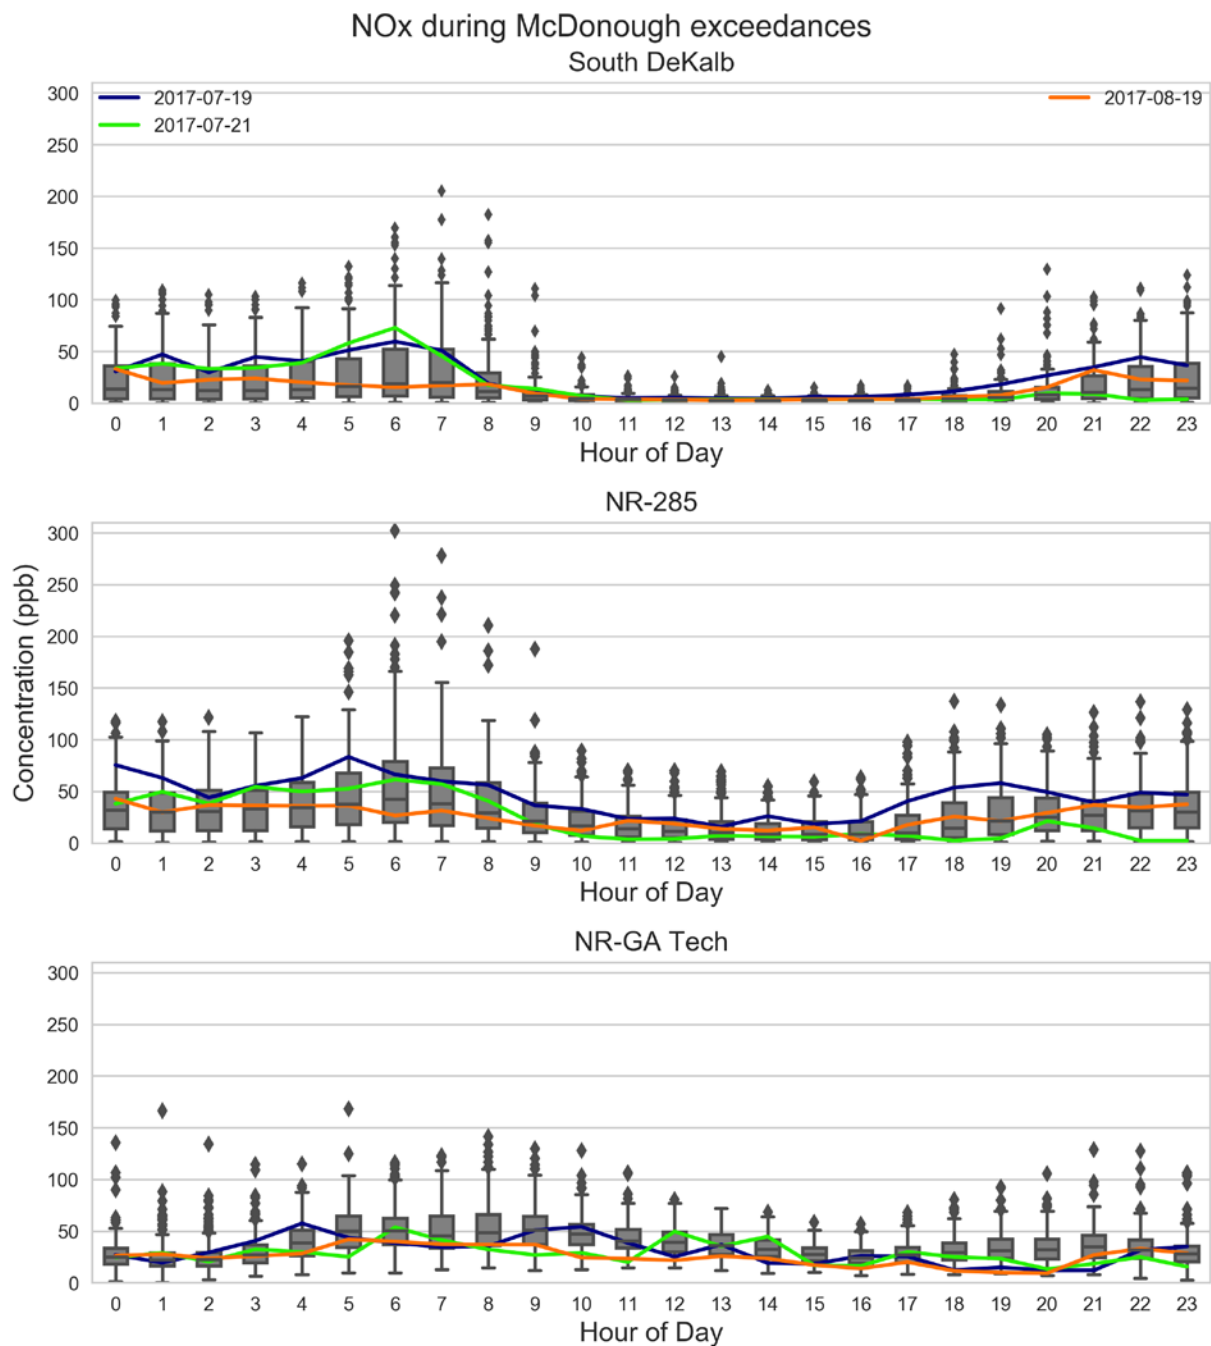 NOx during McDonough exceedances
South DeKalb
2017-07-19
2017-07-21
2017-08-19
300
250
200
150
100
50
0
0 1 2 3 4 5 6 7 8 9 10 11 12 13 14 15 16 17 18 19 20 21 22 23
Hour of Day
NR-285
Concentration (ppb)
300
250
200
150
100
50
0
0 1 2 3 4 5 6 7 8 9 10 11 12 13 14 15 16 17 18 19 20 21 22 23
Hour of Day
NR-GA Tech
300
250
200
150
100
50
0
0 1 2 3 4 5 6 7 8 9 10 11 12 13 14 15 16 17 18 19 20 21 22 23
Hour of Day